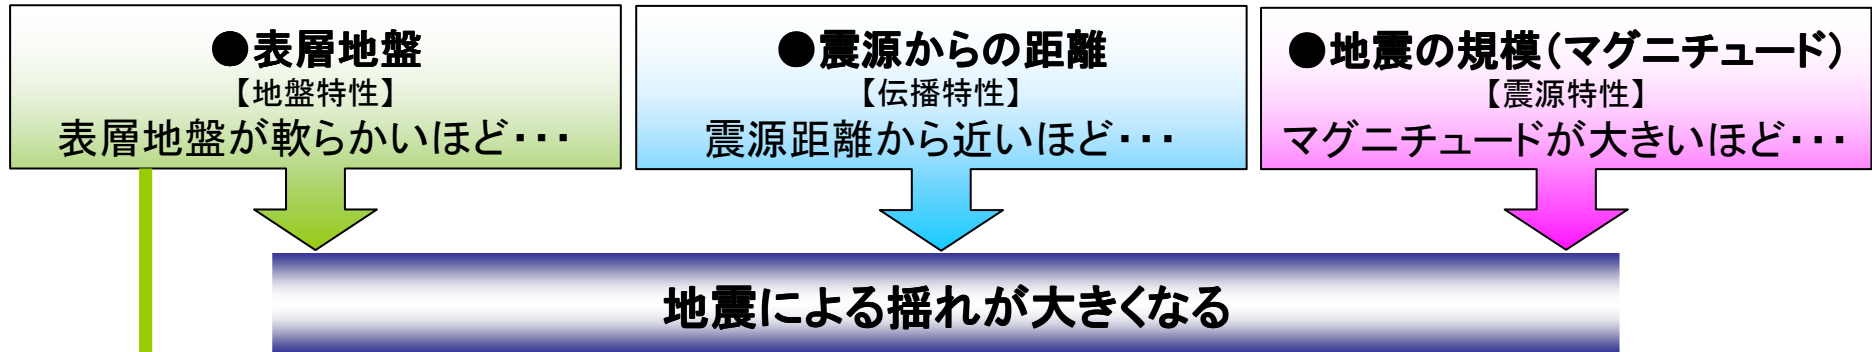 ●表層地盤
【地盤特性】
表層地盤が軟らかいほど・・・
●震源からの距離
【伝播特性】
震源距離から近いほど・・・
●地震の規模（マグニチュード）
【震源特性】
マグニチュードが大きいほど・・・
地震による揺れが大きくなる